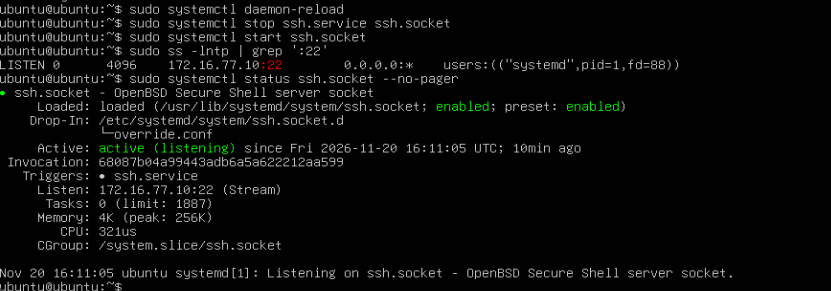 ubuntu@ubuntu:~$ sudo systemctl daemon-reload
ubuntu@ubuntu:~$ sudo systemctl stop ssh.service ssh.socket
ubuntu@ubuntu:~$ sudo systemctl start ssh.socket
ubuntu@ubuntu:~$ sudo ss -lntp | grep ':22'
LISTEN 0      4096    172.16.77.10:22        0.0.0.0:*    users:(("systemd",pid=1,fd=88))
ubuntu@ubuntu:~$ sudo systemctl status ssh.socket --no-pager
● ssh.socket - OpenBSD Secure Shell server socket
     Loaded: loaded (/usr/lib/systemd/system/ssh.socket; enabled; preset: enabled)
    Drop-In: /etc/systemd/system/ssh.socket.d
             └─override.conf
     Active: active (listening) since Fri 2026-11-20 16:11:05 UTC; 10min ago
 Invocation: 68087b04a99443adb6a5a622212aa599
   Triggers: ● ssh.service
     Listen: 172.16.77.10:22 (Stream)
      Tasks: 0 (limit: 1887)
     Memory: 4K (peak: 256K)
        CPU: 321us
     CGroup: /system.slice/ssh.socket

Nov 20 16:11:05 ubuntu systemd[1]: Listening on ssh.socket - OpenBSD Secure Shell server socket.
ubuntu@ubuntu:~$